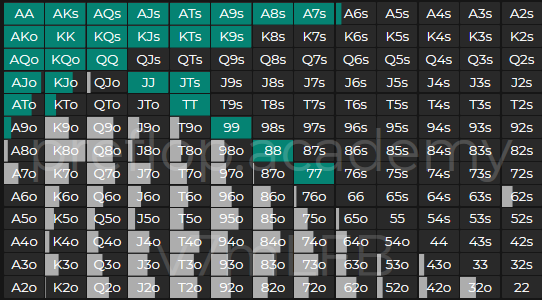 AA AKs AQs AJs ATs A9s A8s A7s A6s A5s A4s A3s A2s
AKo KK KQs KJs KTs K9s K8s K7s K6s K5s K4s K3s K2s
AQo KQo QQ QJs QTs Q9s Q8s Q7s Q6s Q5s Q4s Q3s Q2s
AJo KJo QJo JJ JTs J9s J8s J7s J6s J5s J4s J3s J2s
ATo KTo QTo JTo TT T9s T8s T7s T6s T5s T4s T3s T2s
A9o K9o Q9o J9o T9o 99 98s 97s 96s 95s 94s 93s 92s
A8o K8o Q8o J8o T8o 98o 88 87s 86s 85s 84s 83s 82s
preflop academy
A7o K7o Q7o J7o T7o 97o 87o 77 76s 75s 74s 73s 72s
A6o K6o Q6o J6o T6o 96o 86o 76o 66 65s 64s 63s 62s
A5o K5o Q5o J5o T5o 95o 85o 75o 65o 55 54s 53s 52s
A4o K4o Q4o J4o T4o 94o 84o 74o 64o 54o 44 43s 42s
A3o K3o Q3o J3o T3o 93o 83o 73o 63o 53o 43o 33 32s
A2o K2o Q2o J2o T2o 92o 82o 72o 62o 52o 42o 32o 22